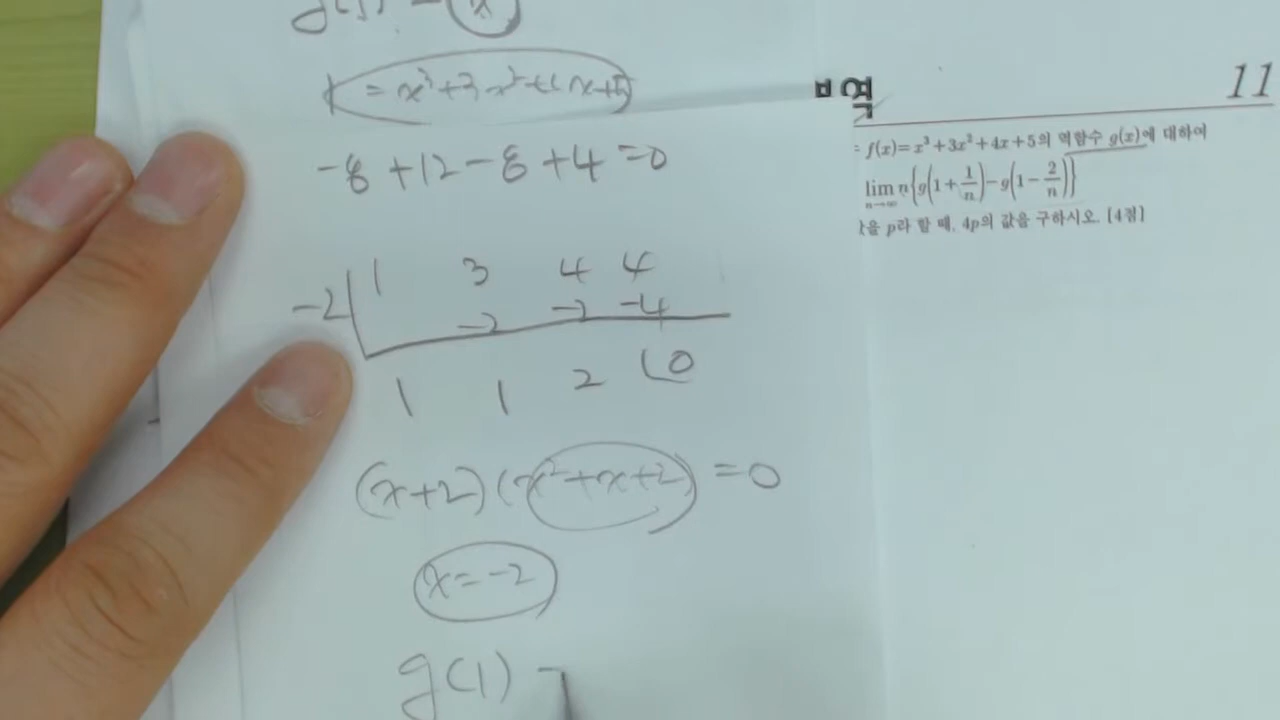 g(1) = x
1 = x³+3x²+4x+5
-8+12-8+4=0
-2 1 3 4 4
-2 -2 -4
1 1 2 0
(x+2)(x²+x+2)=0
x=-2
g(1)
11
f(x)=x³+3x²+4x+5의 역함수 g(x)에 대하여
lim n→∞ n{g(1+1/n)-g(1-2/n)}
을 p라 할 때, 4p의 값을 구하시오. [4점]